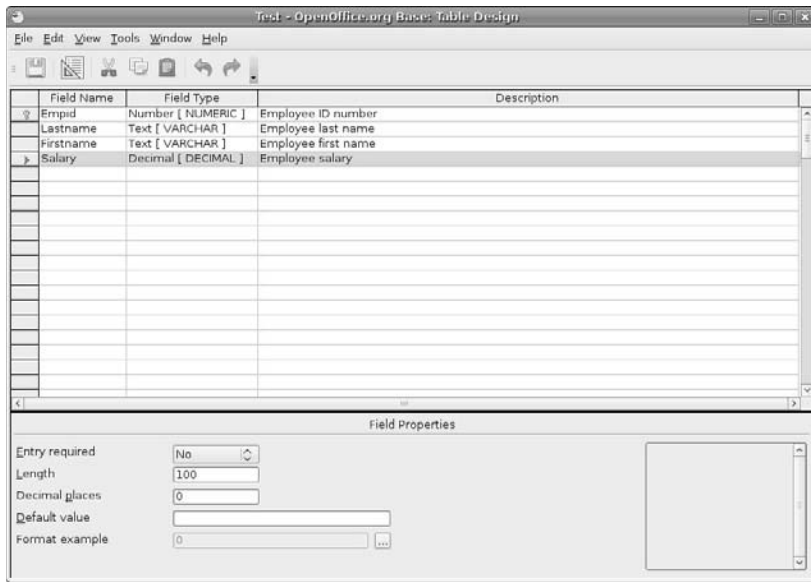 Test - OpenOffice.org Base: Table Design
File Edit View Tools Window Help
Field Name Field Type Description
Empid Number [ NUMERIC ] Employee ID number
Lastname Text [ VARCHAR ] Employee last name
Firstname Text [ VARCHAR ] Employee first name
Salary Decimal [ DECIMAL ] Employee salary
Field Properties
Entry required No
Length 100
Decimal places 0
Default value
Format example 0 ...